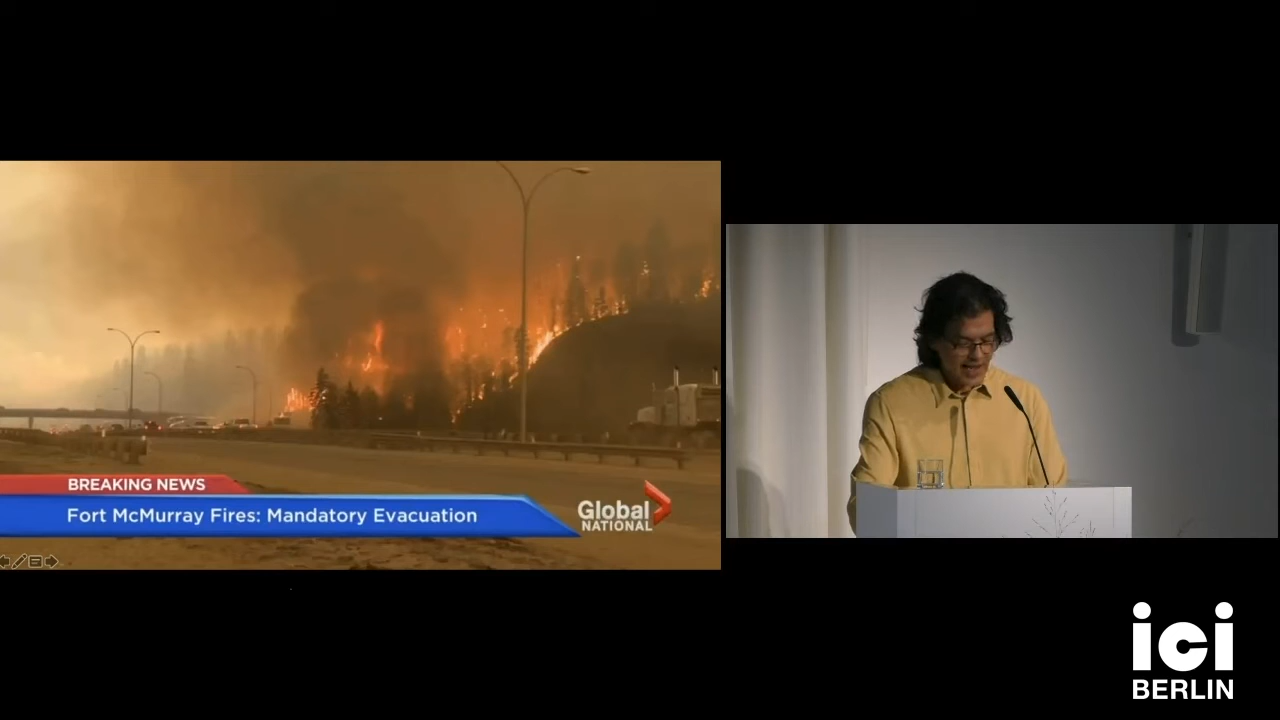 BREAKING NEWS
Fort McMurray Fires: Mandatory Evacuation
Global
NATIONAL
ici
BERLIN